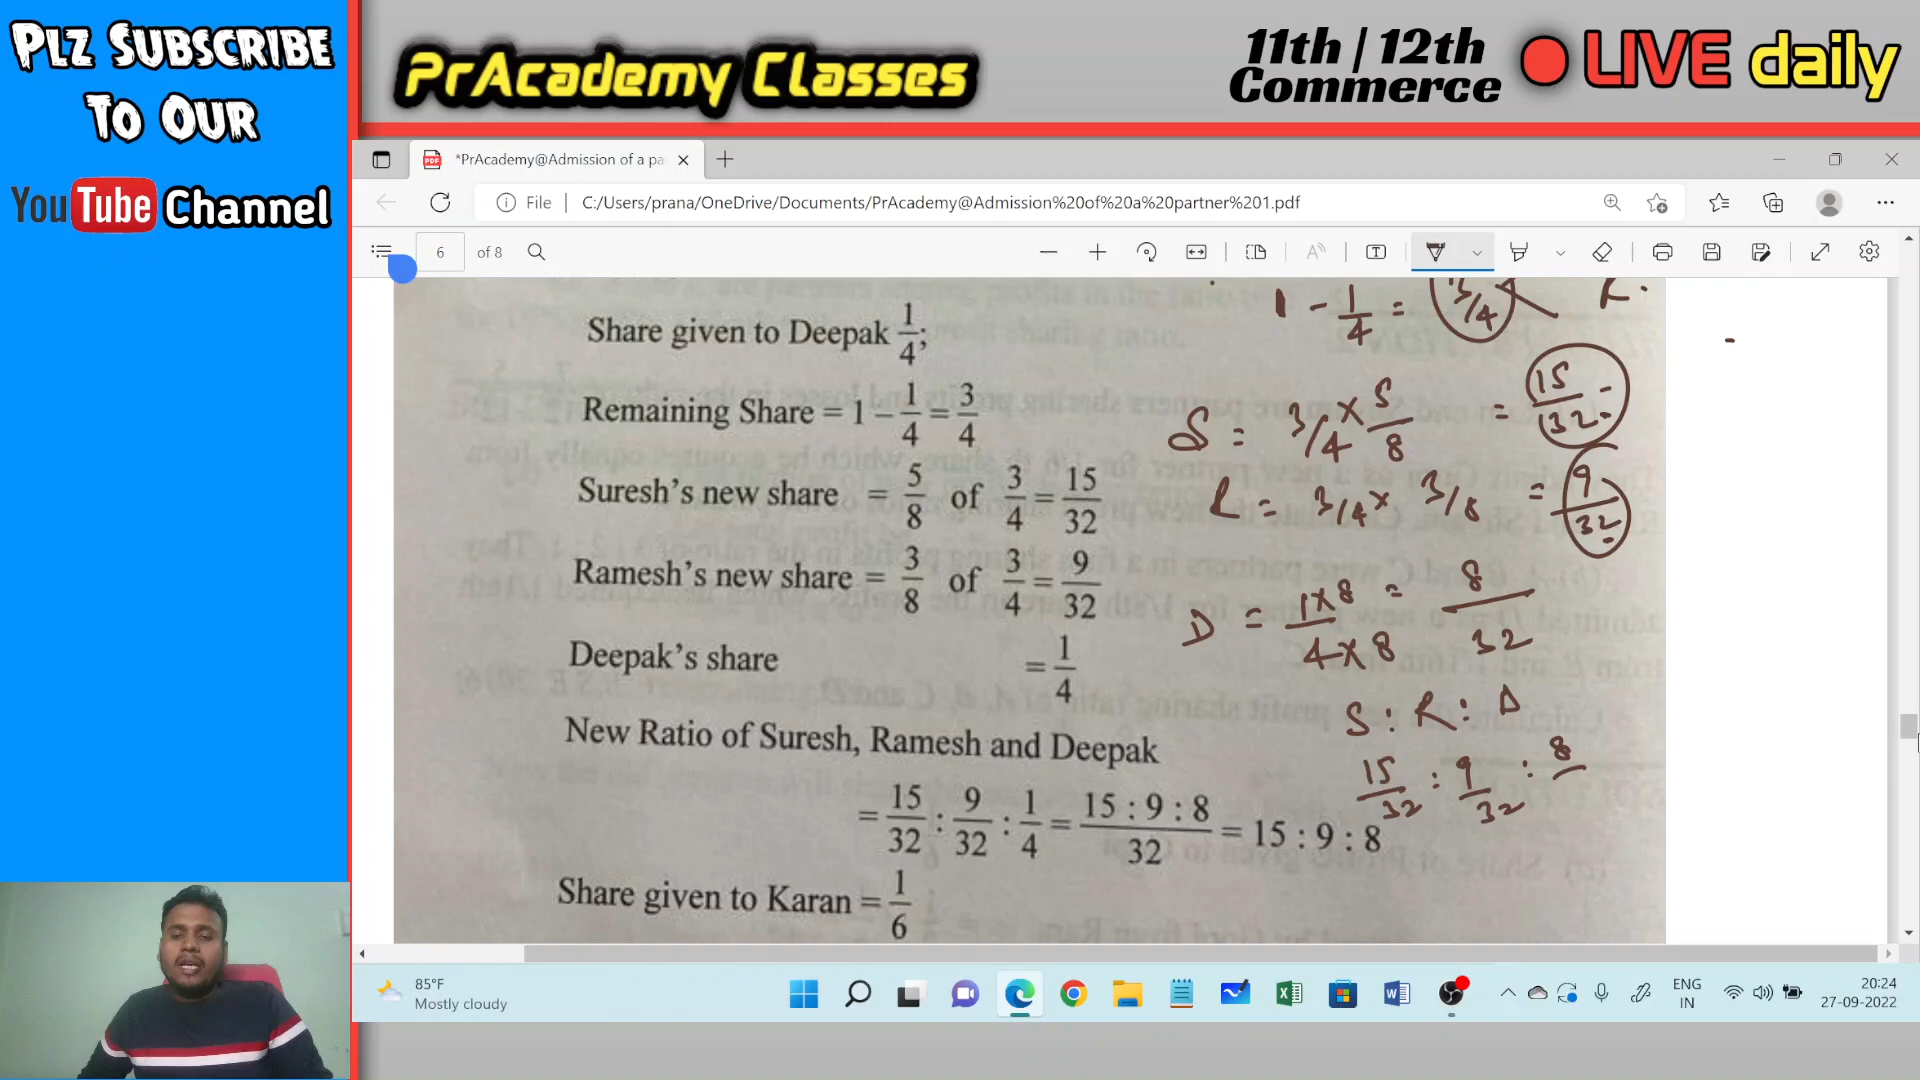 PLZ SUBSCRIBE
TO OUR
YouTube Channel
PrAcademy Classes
11th | 12th
Commerce
LIVE daily
*PrAcademy@Admission of a pa
File | C:/Users/prana/OneDrive/Documents/PrAcademy@Admission%20of%20a%20partner%201.pdf
6 of 8
Share given to Deepak 1/4;
Remaining Share = 1 − 1/4 = 3/4
Suresh's new share = 5/8 of 3/4 = 15/32
Ramesh's new share = 3/8 of 3/4 = 9/32
Deepak's share = 1/4
New Ratio of Suresh, Ramesh and Deepak
= 15/32 : 9/32 : 1/4 = 15 : 9 : 8/32 = 15 : 9 : 8
Share given to Karan = 1/6
1 - 1/4 = 3/4 R.
S = 3/4 × 5/8 = 15/32
R = 3/4 × 3/8 = 9/32
D = 1×8/4×8 = 8/32
S : R : D
15/32 : 9/32 : 8
85°F
Mostly cloudy
ENG
IN
20:24
27-09-2022